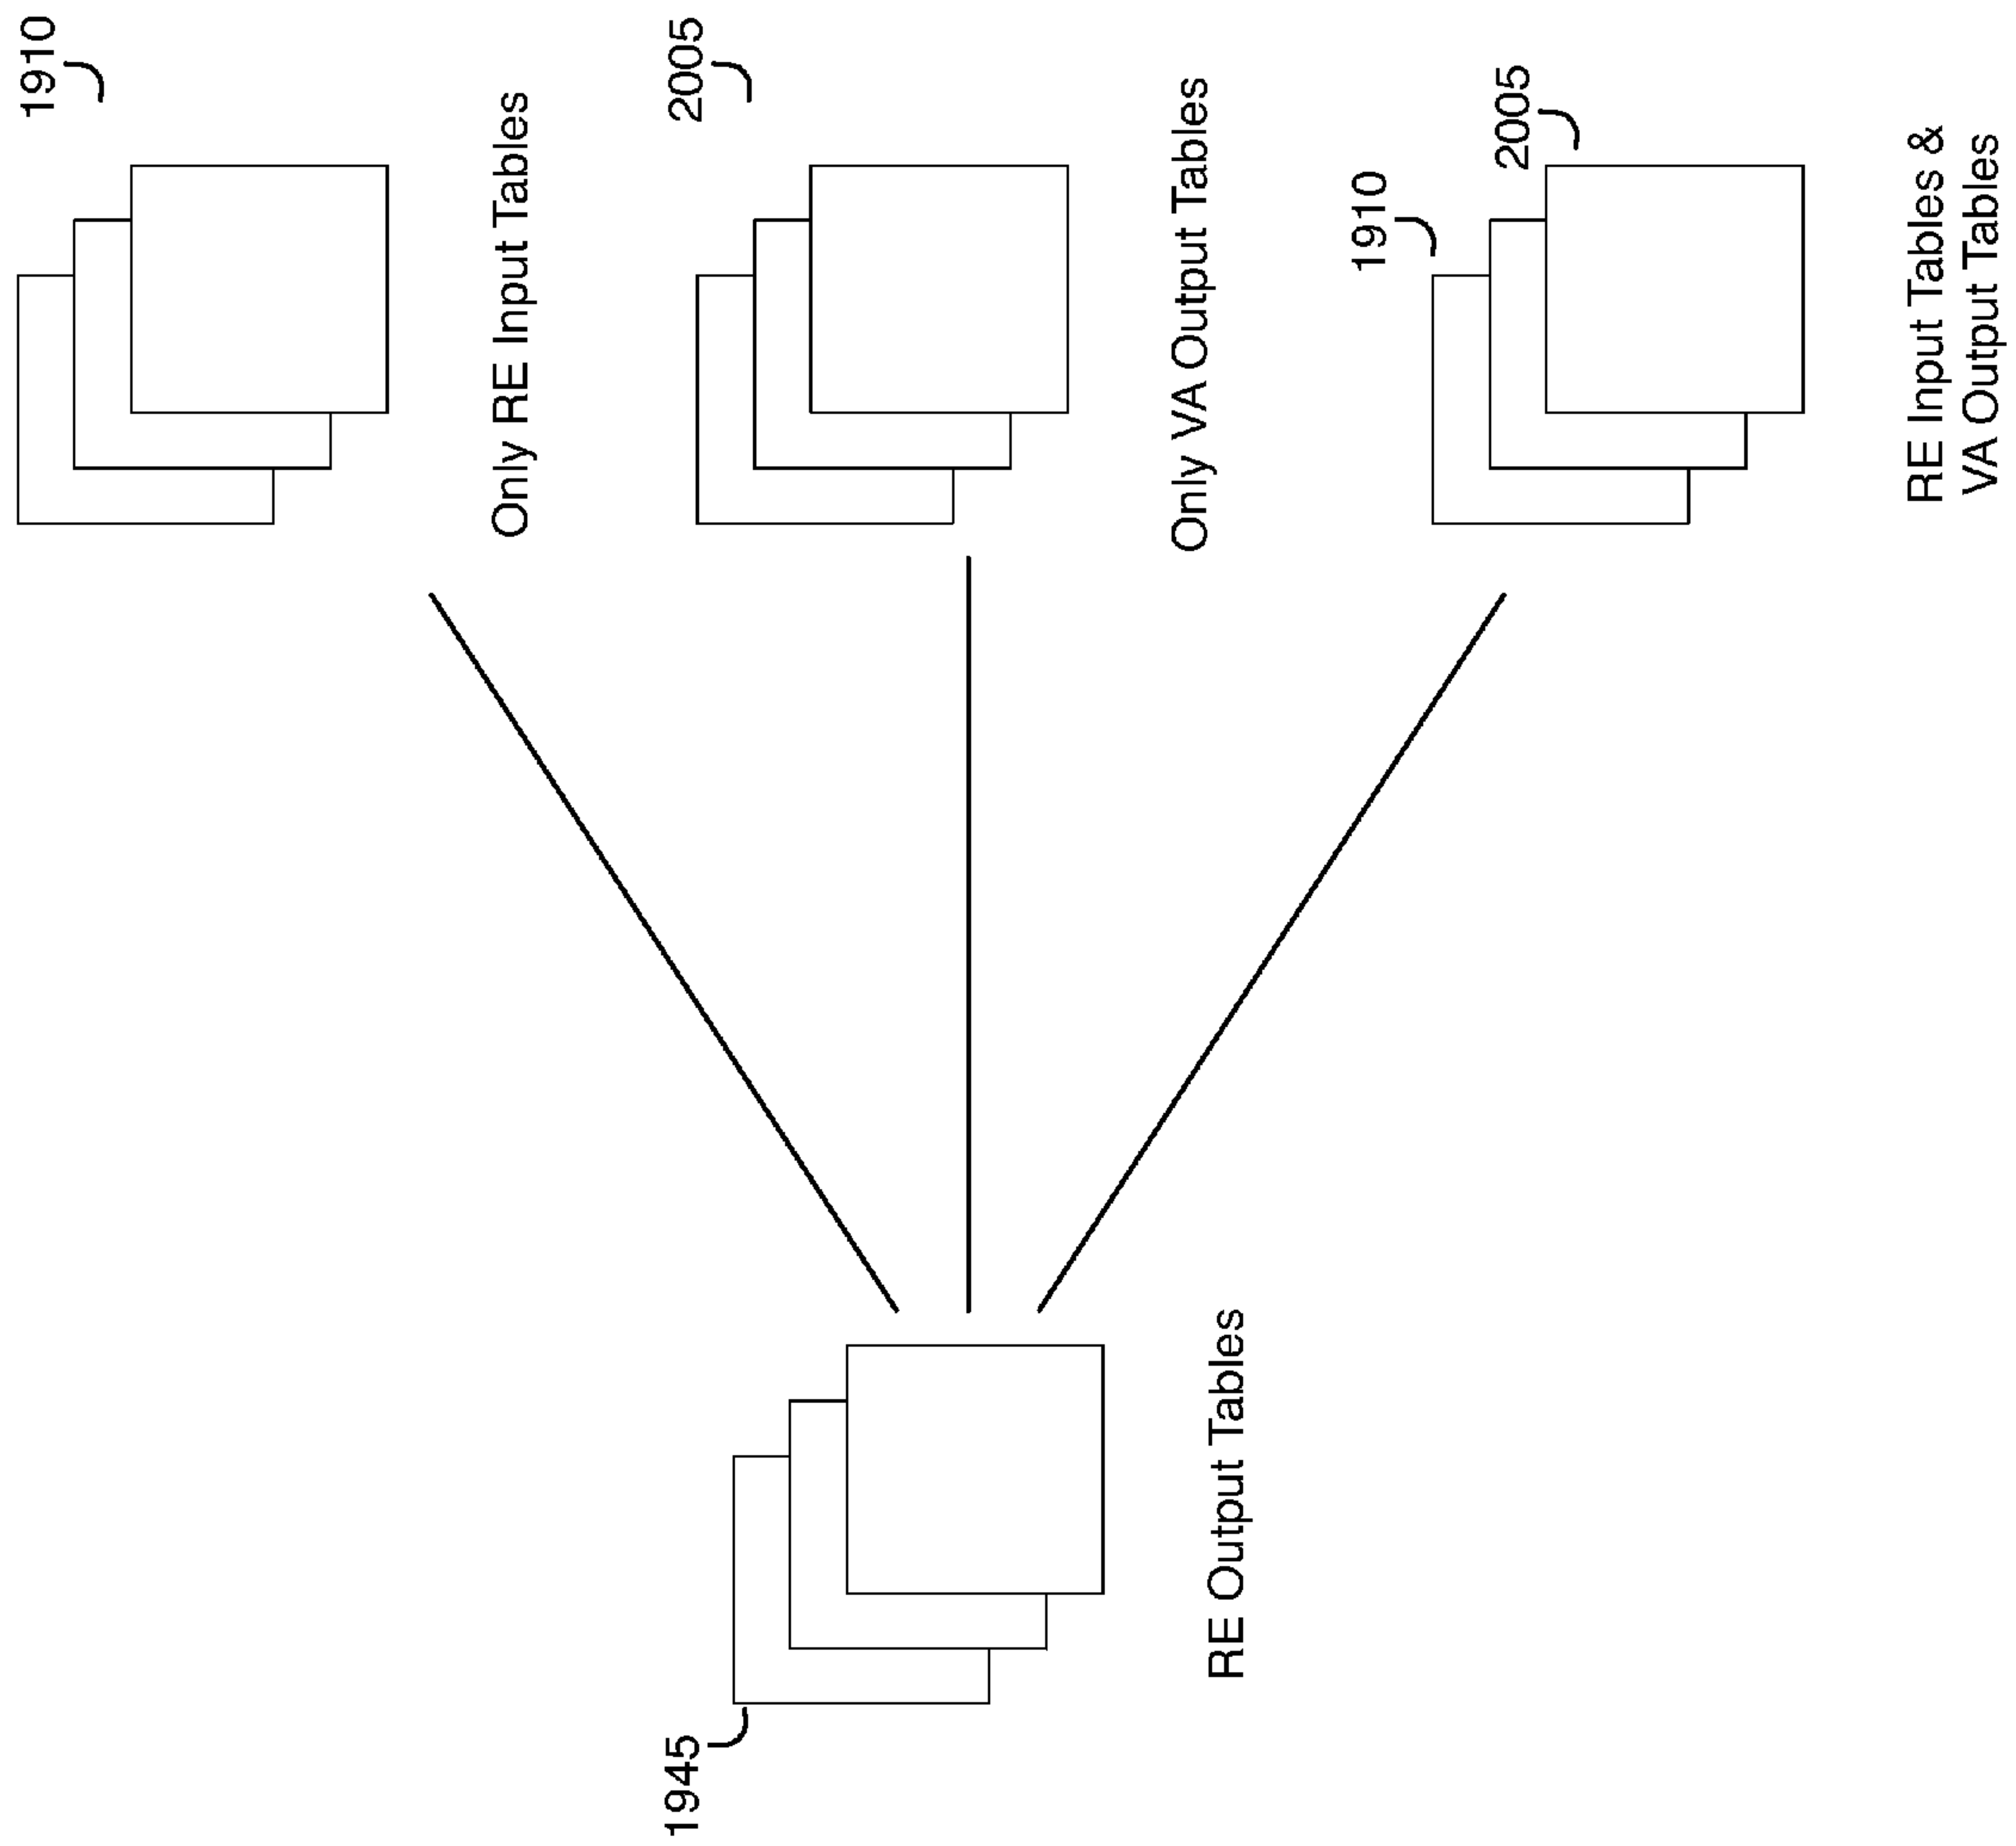 1910
Only RE Input Tables
2005
Only VA Output Tables
1910
2005
RE Input Tables &
VA Output Tables
1945
RE Output Tables